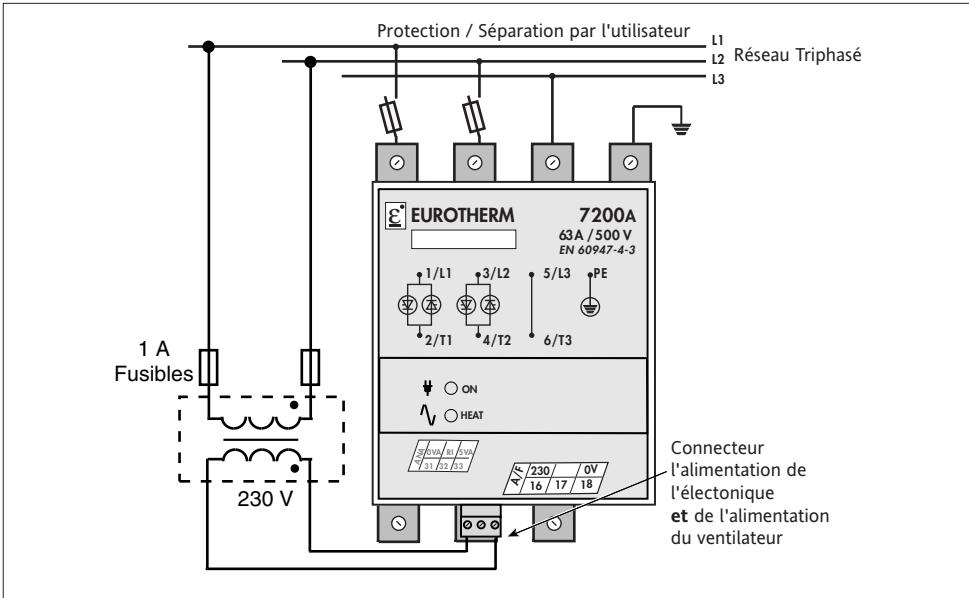 Protection / Séparation par l'utilisateur
L1
L2
L3
Réseau Triphasé
ε EUROTHERM
7200A
63A / 500 V
EN 60947-4-3
1/L1
3/L2
5/L3
PE
2/T1
4/T2
6/T3
1 A
Fusibles
ON
HEAT
230 V
ANA
0VA RI 5VA
31 32 33
A/F
230 0V
16 17 18
Connecteur
l'alimentation de
l'électonique
et de l'alimentation
du ventilateur